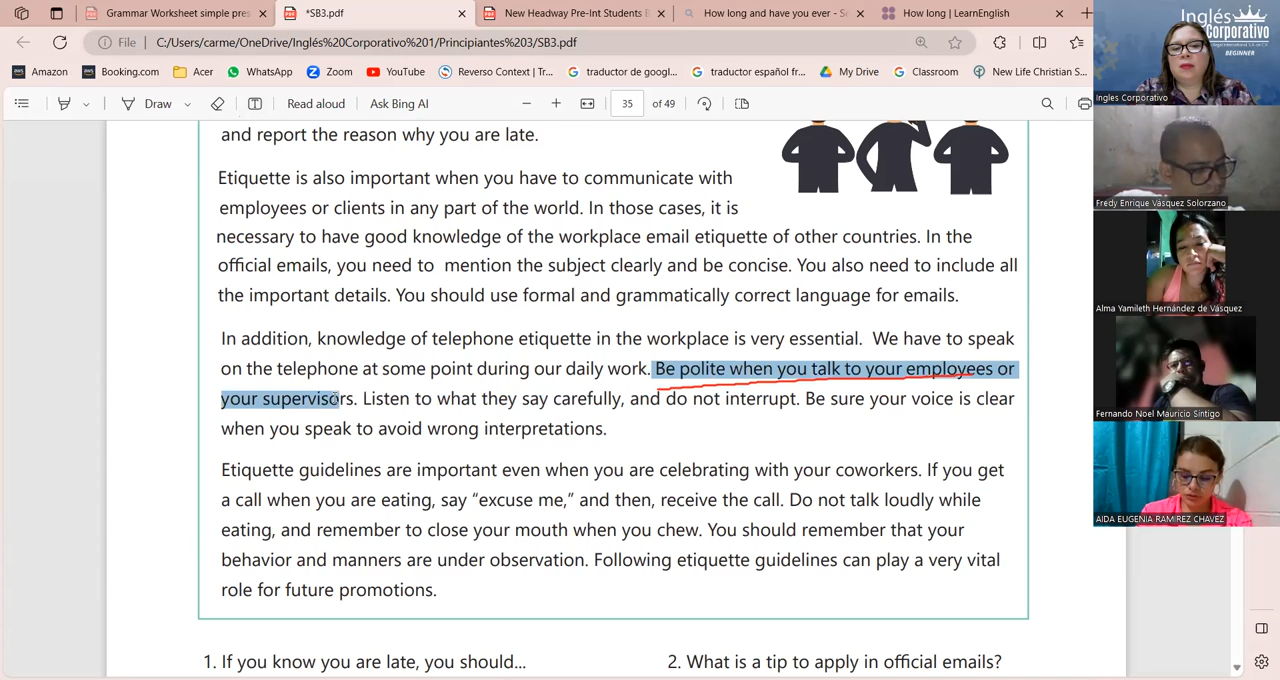 Grammar Worksheet simple pres
*SB3.pdf
New Headway Pre-Int Students B
How long and have you ever - Se
How long | LearnEnglish
File
C:/Users/carme/OneDrive/Inglés%20Corporativo%201/Principiantes%203/SB3.pdf
Amazon
Booking.com
Acer
WhatsApp
Zoom
YouTube
Reverso Context | Tr...
traductor de googl...
traductor español fr...
My Drive
Classroom
New Life Christian S...
Draw
Read aloud
Ask Bing AI
35
of 49
and report the reason why you are late.
Etiquette is also important when you have to communicate with
employees or clients in any part of the world. In those cases, it is
necessary to have good knowledge of the workplace email etiquette of other countries. In the
official emails, you need to mention the subject clearly and be concise. You also need to include all
the important details. You should use formal and grammatically correct language for emails.
In addition, knowledge of telephone etiquette in the workplace is very essential. We have to speak
on the telephone at some point during our daily work. Be polite when you talk to your employees or
your supervisors. Listen to what they say carefully, and do not interrupt. Be sure your voice is clear
when you speak to avoid wrong interpretations.
Etiquette guidelines are important even when you are celebrating with your coworkers. If you get
a call when you are eating, say “excuse me,” and then, receive the call. Do not talk loudly while
eating, and remember to close your mouth when you chew. You should remember that your
behavior and manners are under observation. Following etiquette guidelines can play a very vital
role for future promotions.
1. If you know you are late, you should...
2. What is a tip to apply in official emails?
Inglés
Corporativo
BEGINNER
Ingles Corporativo
Fredy Enrique Vásquez Solorzano
Alma Yamileth Hernández de Vásquez
Fernando Noel Mauricio Sintigo
AIDA EUGENIA RAMIREZ CHAVEZ